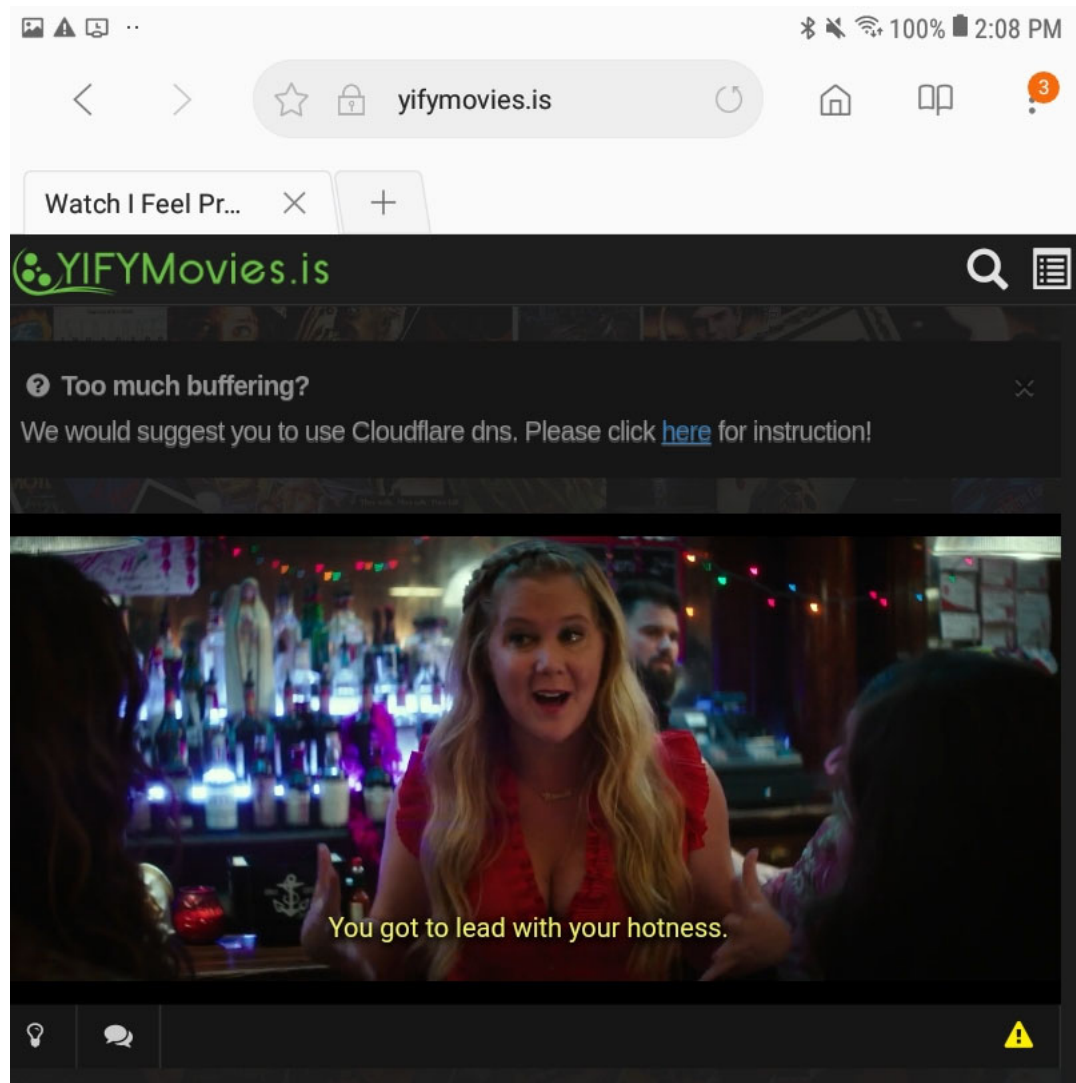 100% 2:08 PM
yifymovies.is
3
Watch I Feel Pr...
YIFYMovies.is
Too much buffering?
We would suggest you to use Cloudflare dns. Please click here for instruction!
You got to lead with your hotness.